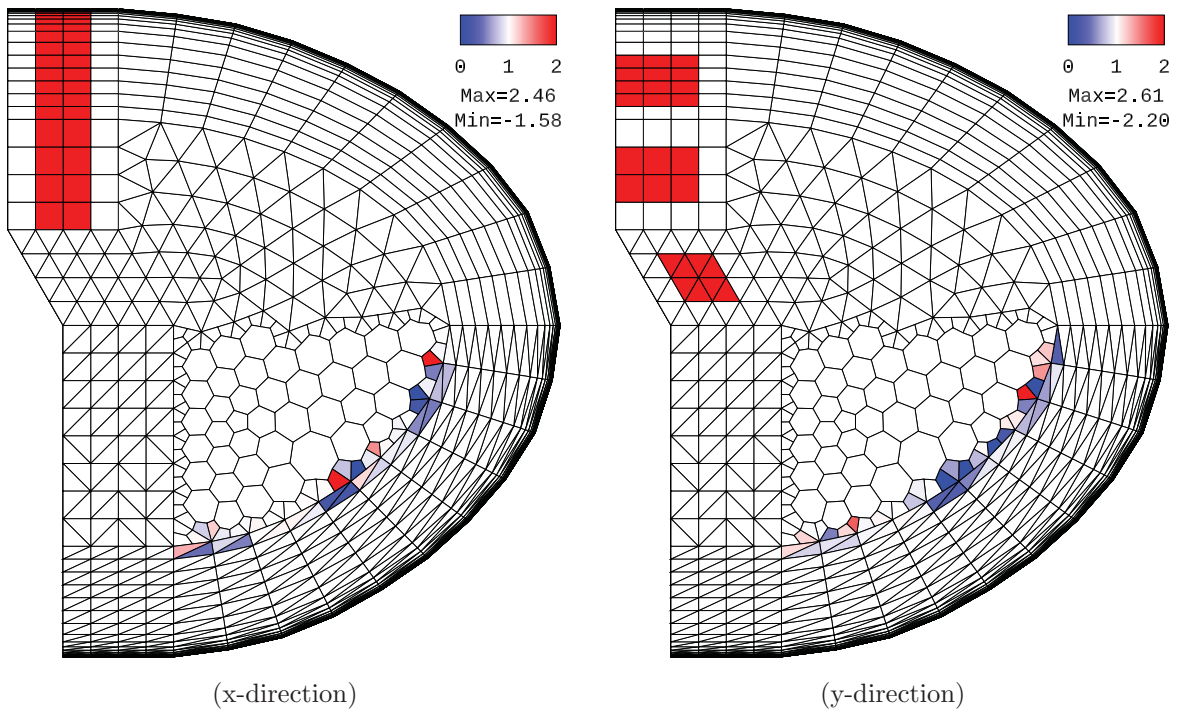 0 1 2
Max=2.46
Min=-1.58
0 1 2
Max=2.61
Min=-2.20
(x-direction)
(y-direction)